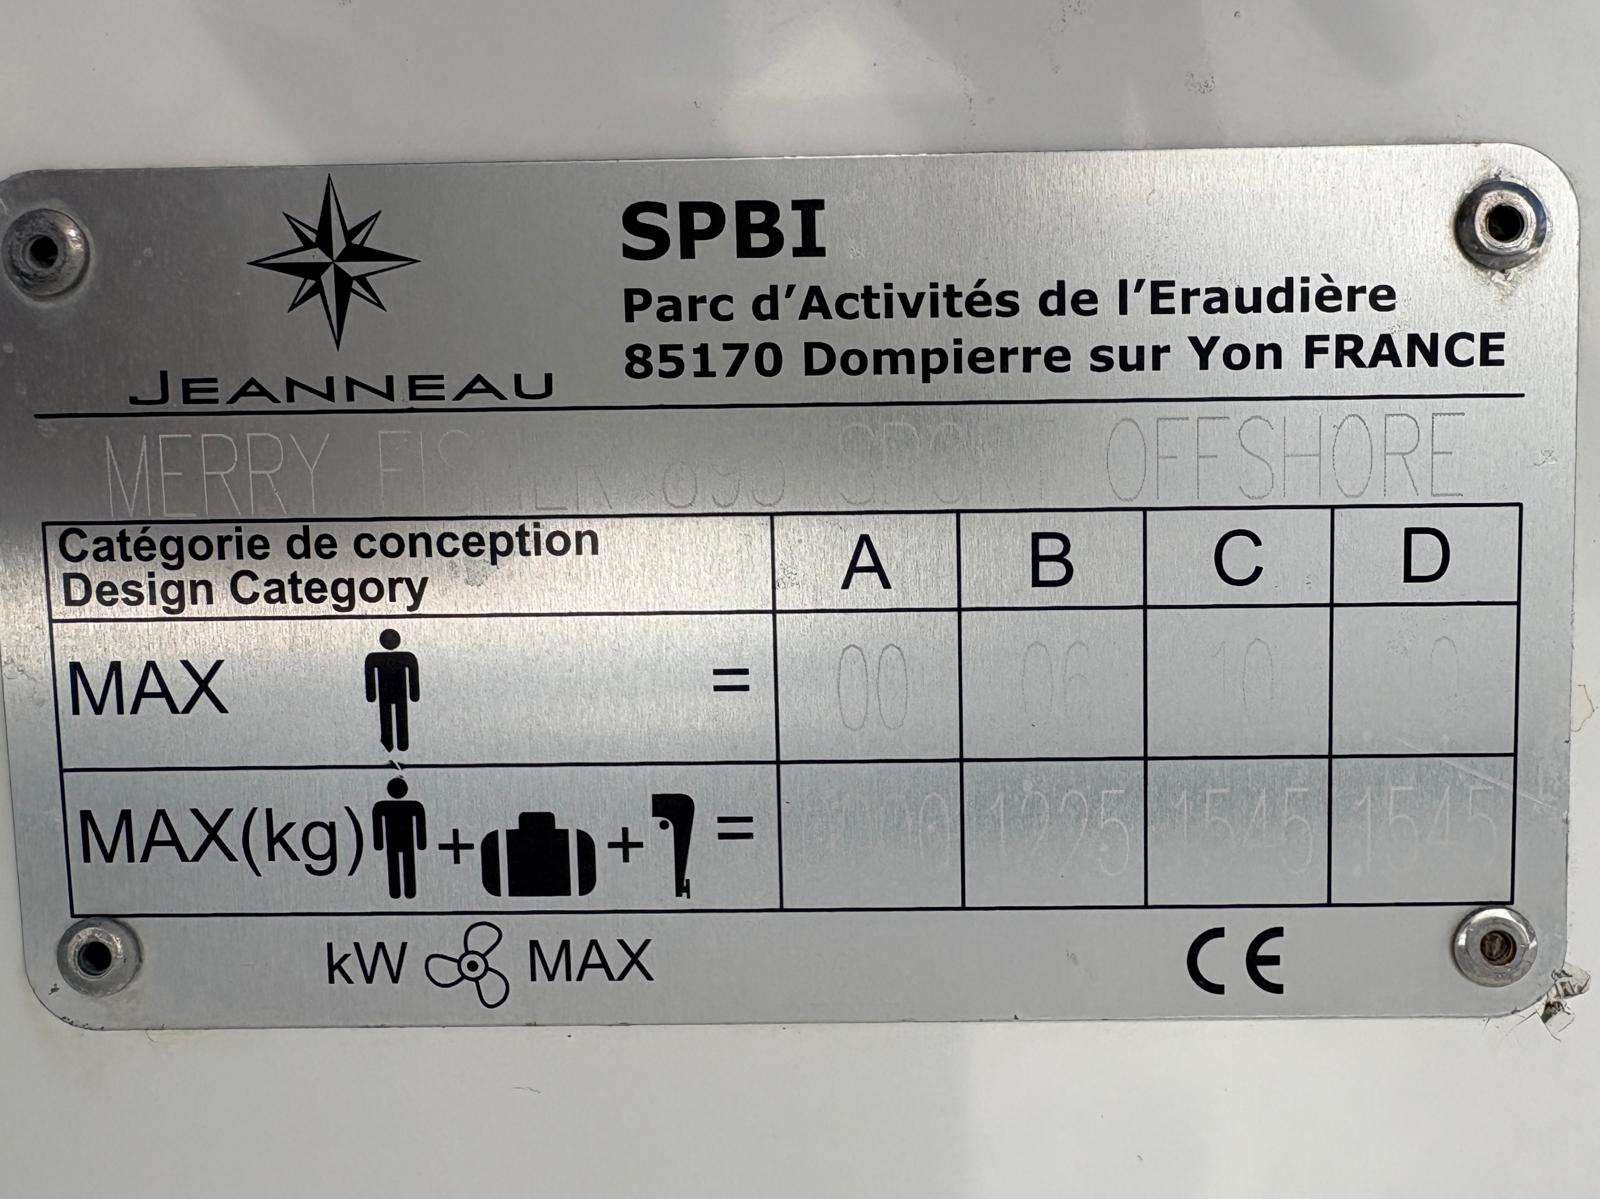 SPBI
Parc d'Activités de l'Eraudière
85170 Dompierre sur Yon FRANCE
JEANNEAU
MERRY FISHER 895 SPORT OFFSHORE
Catégorie de conception
Design Category
A B C D
MAX = 00 06 10
MAX(kg) + + = 1225 1545 1545
kW MAX
CE